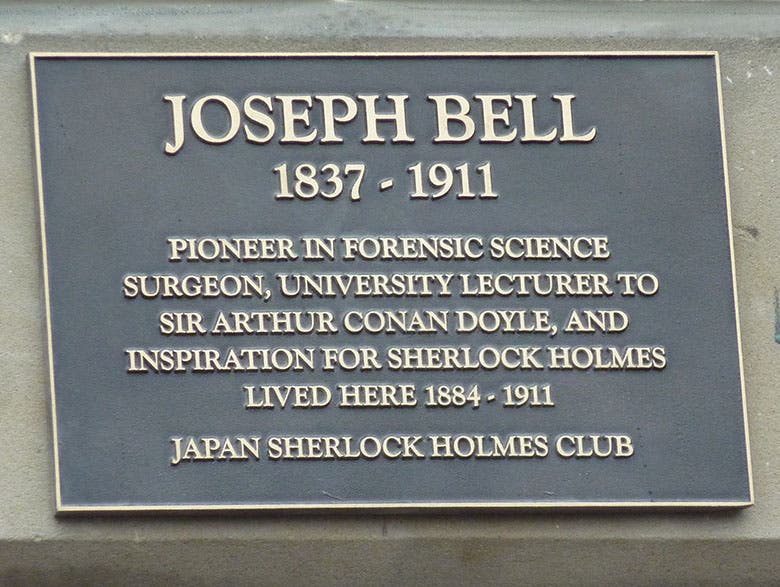 JOSEPH BELL
1837 - 1911
PIONEER IN FORENSIC SCIENCE
SURGEON, UNIVERSITY LECTURER TO
SIR ARTHUR CONAN DOYLE, AND
INSPIRATION FOR SHERLOCK HOLMES
LIVED HERE 1884 - 1911
JAPAN SHERLOCK HOLMES CLUB